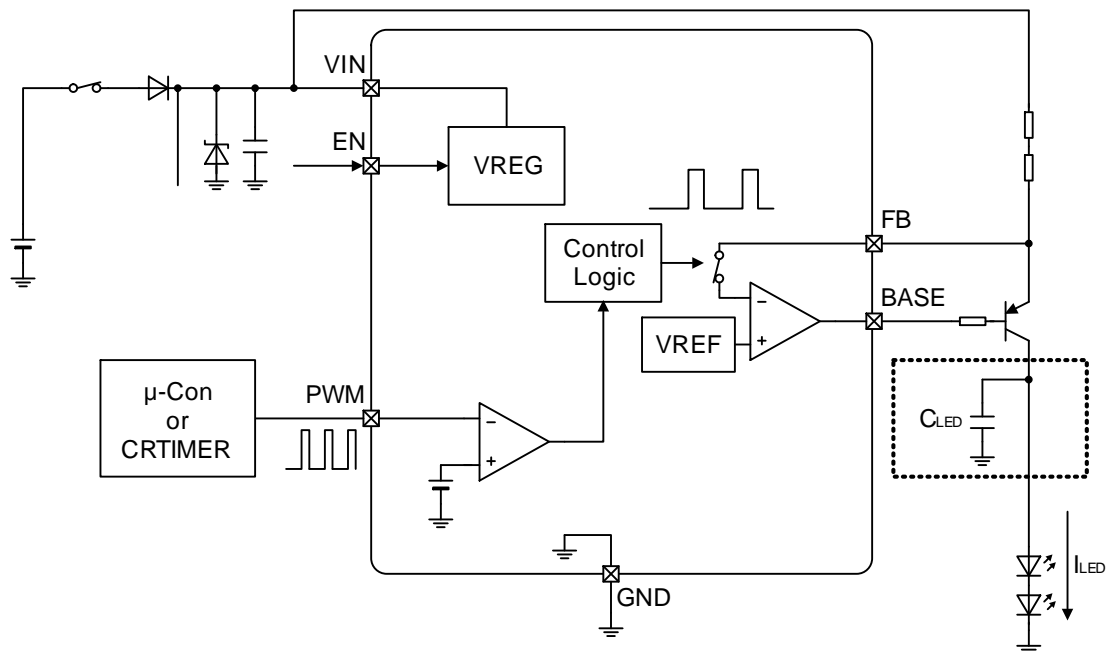 VIN
EN
VREG
FB
Control
Logic
BASE
VREF
−
+
μ-Con
or
CRTIMER
PWM
−
+
CLED
ILED
GND